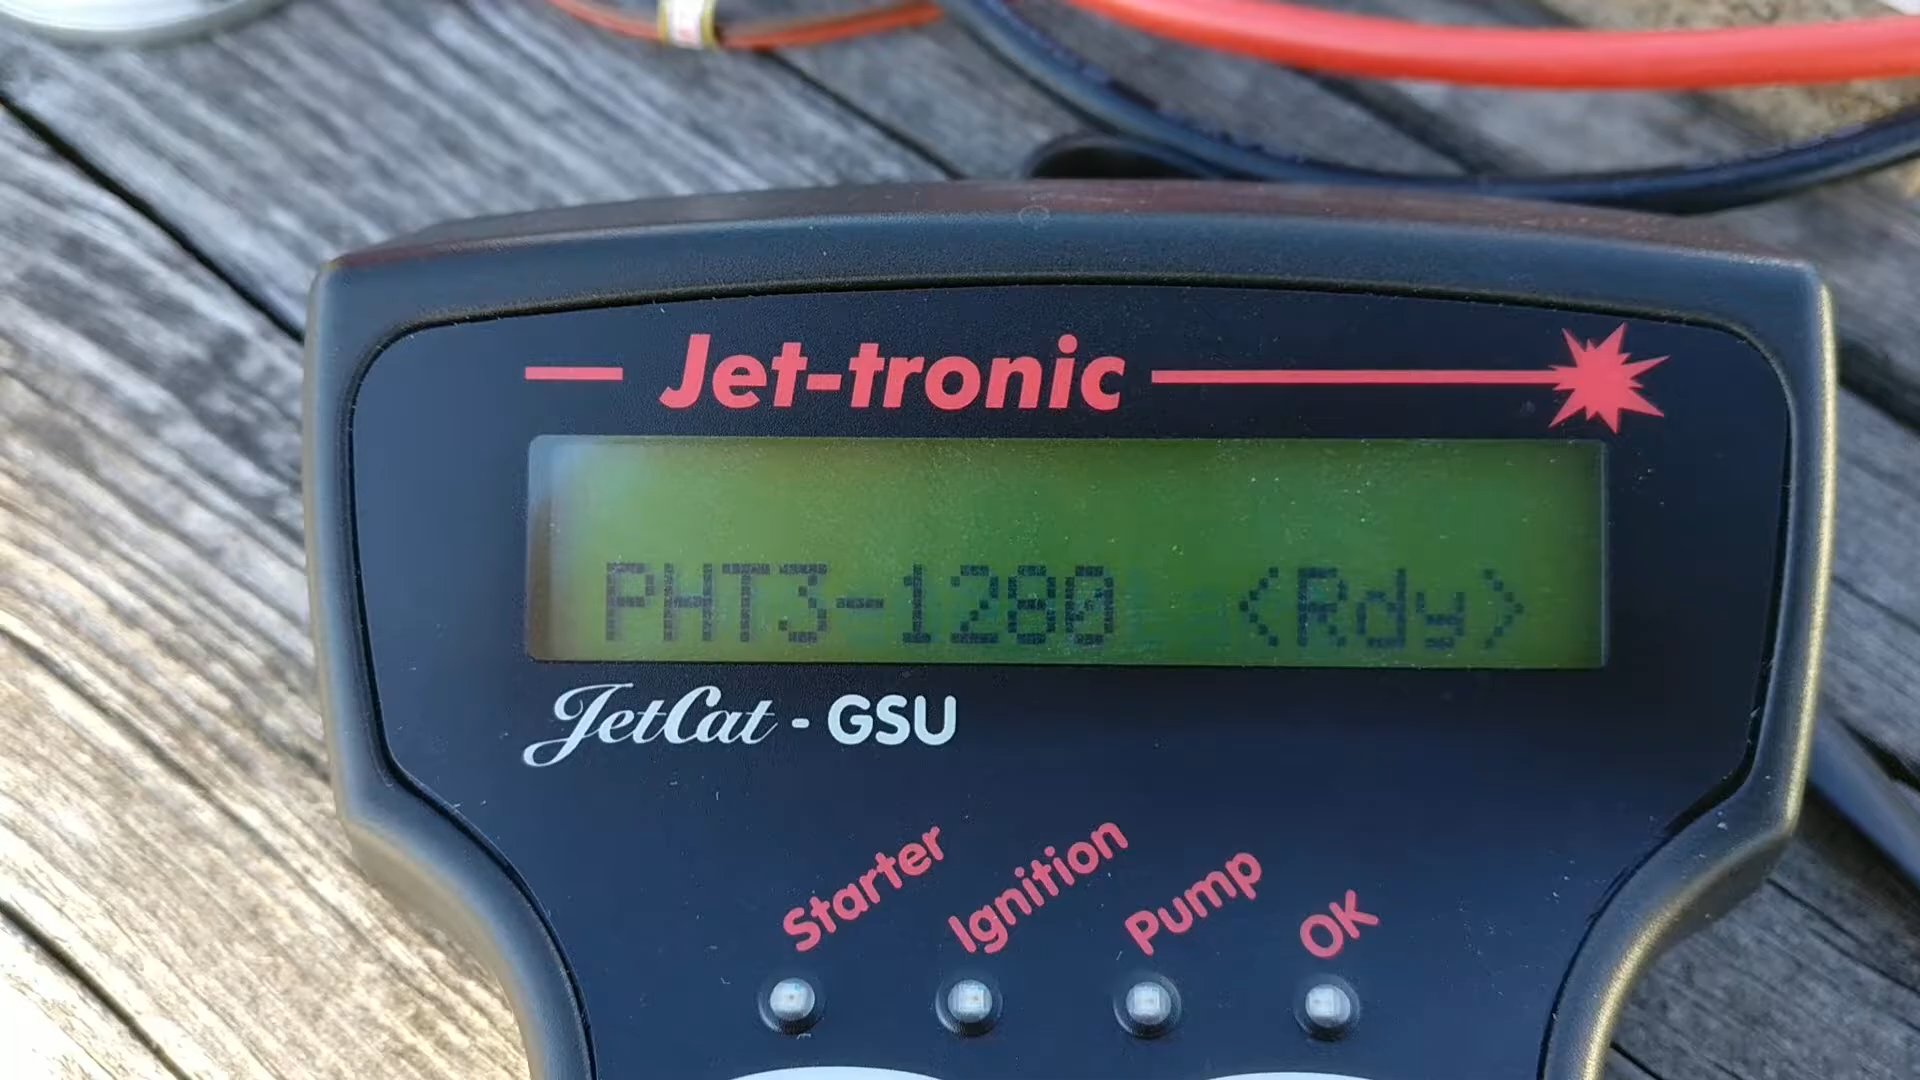 Jet-tronic
PHT3-1280 <Rdy>
JetCat - GSU
Starter Ignition Pump OK